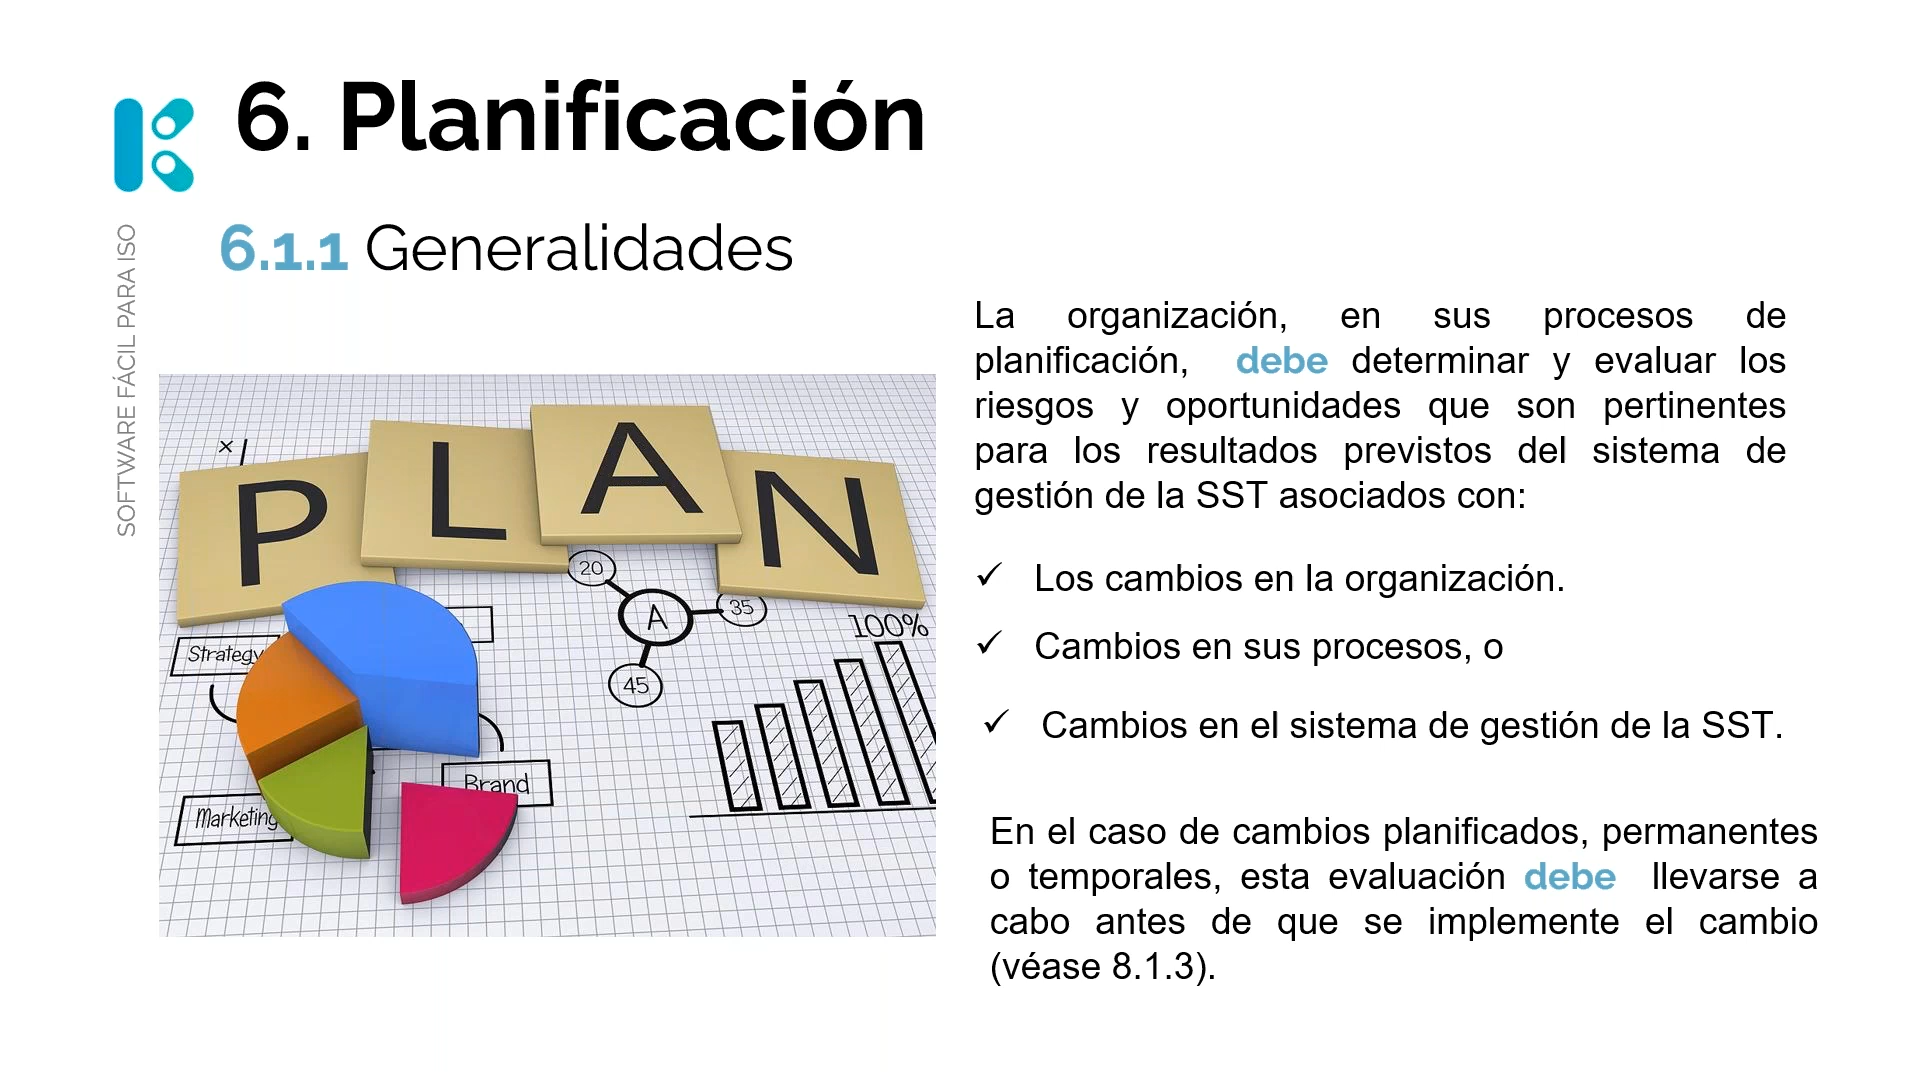 6. Planificación
6.1.1 Generalidades
SOFTWARE FÁCIL PARA ISO
La organización, en sus procesos de
planificación, debe determinar y evaluar los
riesgos y oportunidades que son pertinentes
para los resultados previstos del sistema de
gestión de la SST asociados con:
✓ Los cambios en la organización.
✓ Cambios en sus procesos, o
✓ Cambios en el sistema de gestión de la SST.
En el caso de cambios planificados, permanentes
o temporales, esta evaluación debe llevarse a
cabo antes de que se implemente el cambio
(véase 8.1.3).
x
P L A N
20
A
35
45
100%
Strategy
Brand
Marketing